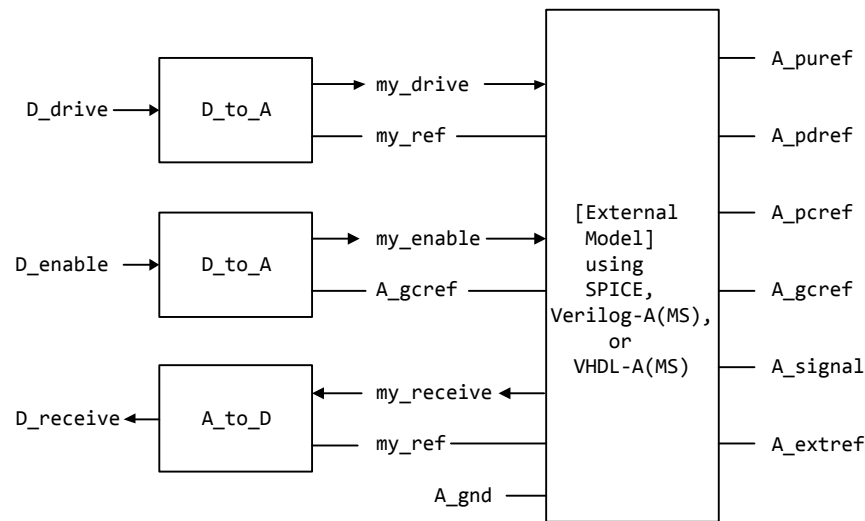 D_drive
D_to_A
my_drive
my_ref
D_enable
D_to_A
my_enable
A_gcref
D_receive
A_to_D
my_receive
my_ref
A_gnd
[External
Model]
using
SPICE,
Verilog-A(MS),
or
VHDL-A(MS)
A_puref
A_pdref
A_pcref
A_gcref
A_signal
A_extref